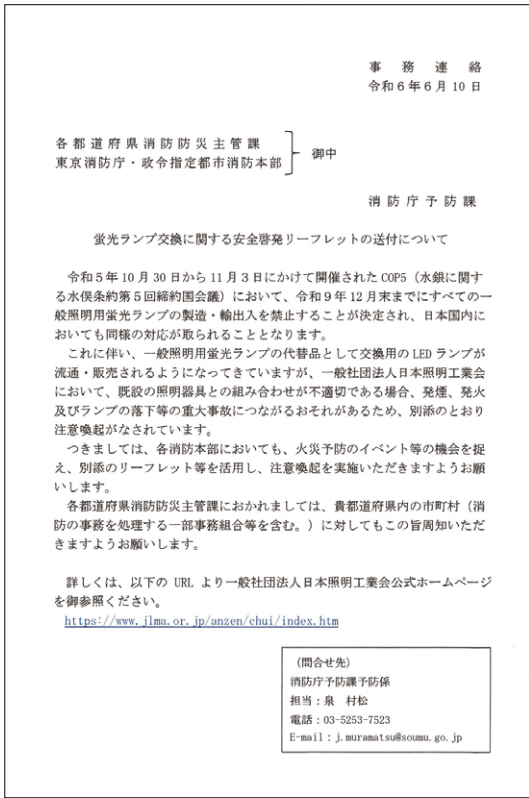 事務連絡
令和６年６月10日
各都道府県消防防災主管課
東京消防庁・政令指定都市消防本部
御中
消防庁予防課
蛍光ランプ交換に関する安全啓発リーフレットの送付について
令和５年10月30日から11月３日にかけて開催されたCOP5（水銀に関す
る水俣条約第５回締約国会議）において、令和９年12月末までにすべての一
般照明用蛍光ランプの製造・輸出入を禁止することが決定され、日本国内に
おいても同様の対応が取られることとなります。
これに伴い、一般照明用蛍光ランプの代替品として交換用のLEDランプが
流通・販売されるようになってきていますが、一般社団法人日本照明工業会
において、既設の照明器具との組み合わせが不適切である場合、発煙、発火
及びランプの落下等の重大事故につながるおそれがあるため、別添のとおり
注意喚起がなされています。
つきましては、各消防本部においても、火災予防のイベント等の機会を捉
え、別添のリーフレット等を活用し、注意喚起を実施いただきますようお願
いします。
各都道府県消防防災主管課におかれましては、貴都道府県内の市町村（消
防の事務を処理する一部事務組合等を含む。）に対してもこの旨周知いただ
きますようお願いします。
詳しくは、以下の URL より一般社団法人日本照明工業会公式ホームページ
を御参照ください。
https://www.jlma.or.jp/anzen/chui/index.htm
（問合せ先）
消防庁予防課予防係
担当：泉　村松
電話：03-5253-7523
E-mail：j.muramatsu@soumu.go.jp